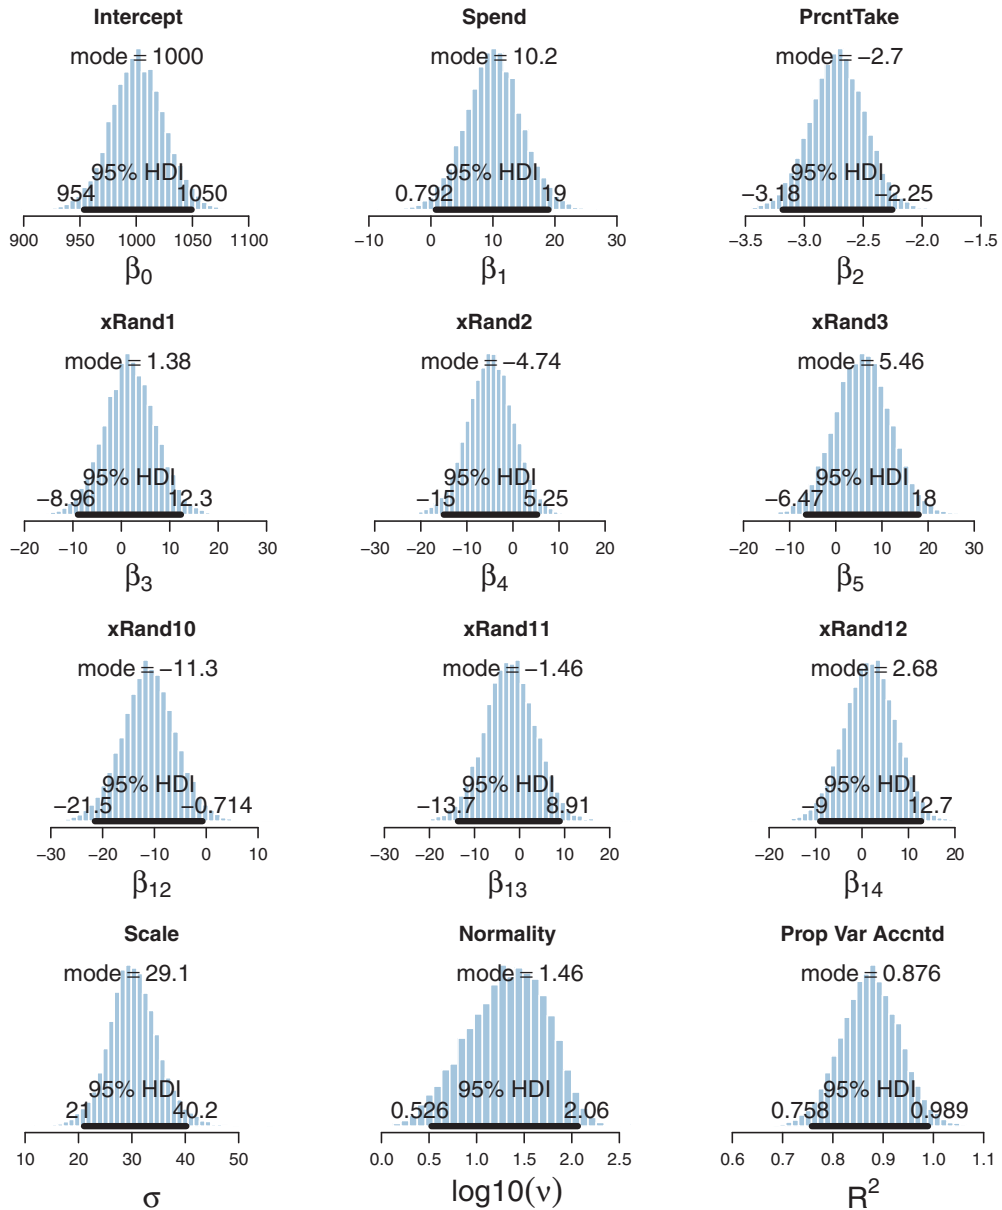 Intercept Spend PrcntTake
mode = 1000 mode = 10.2 mode = −2.7
95% HDI 95% HDI 95% HDI
954 1050 0.792 19 −3.18 −2.25
900 950 1000 1050 1100 −10 0 10 20 30 −3.5 −3.0 −2.5 −2.0 −1.5
β0 β1 β2
xRand1 xRand2 xRand3
mode = 1.38 mode = −4.74 mode = 5.46
95% HDI 95% HDI 95% HDI
−8.96 12.3 −15 5.25 −6.47 18
−20 −10 0 10 20 30 −30 −20 −10 0 10 20 −20 −10 0 10 20 30
β3 β4 β5
xRand10 xRand11 xRand12
mode = −11.3 mode = −1.46 mode = 2.68
95% HDI 95% HDI 95% HDI
−21.5 −0.714 −13.7 8.91 −9 12.7
−30 −20 −10 0 10 −30 −20 −10 0 10 20 −20 −10 0 10 20
β12 β13 β14
Scale Normality Prop Var Accntd
mode = 29.1 mode = 1.46 mode = 0.876
95% HDI 95% HDI 95% HDI
21 40.2 0.526 2.06 0.758 0.989
10 20 30 40 50 0.0 0.5 1.0 1.5 2.0 2.5 0.6 0.7 0.8 0.9 1.0 1.1
σ log10(ν) R²